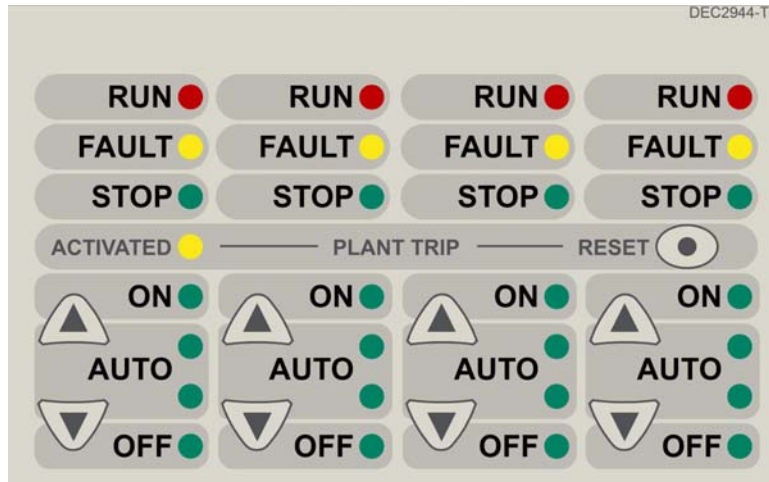 DEC2944-T
RUN RUN RUN RUN
FAULT FAULT FAULT FAULT
STOP STOP STOP STOP
ACTIVATED PLANT TRIP RESET
ON ON ON ON
AUTO AUTO AUTO AUTO
OFF OFF OFF OFF